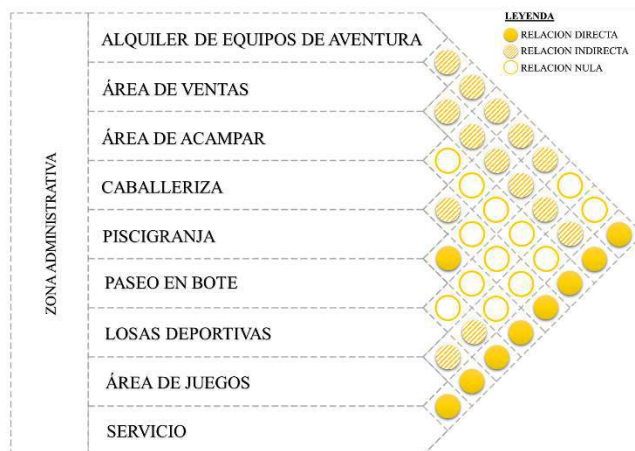 LEYENDA
RELACION DIRECTA
RELACION INDIRECTA
RELACION NULA
ZONA ADMINISTRATIVA
ALQUILER DE EQUIPOS DE AVENTURA
ÁREA DE VENTAS
ÁREA DE ACAMPAR
CABALLERIZA
PISCIGRANJA
PASEO EN BOTE
LOSAS DEPORTIVAS
ÁREA DE JUEGOS
SERVICIO